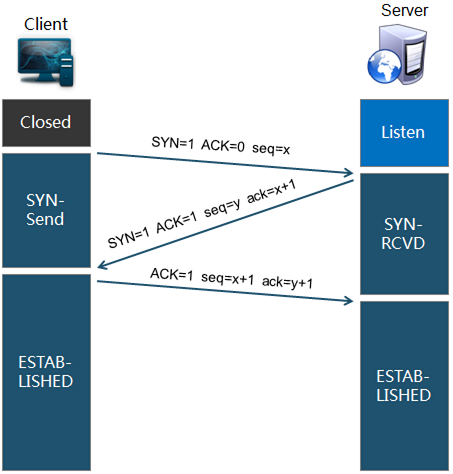 Client
Server
Closed
Listen
SYN=1 ACK=0 seq=x
SYN-
Send
SYN=1 ACK=1 seq=y ack=x+1
SYN-
RCVD
ACK=1 seq=x+1 ack=y+1
ESTAB-
LISHED
ESTAB-
LISHED